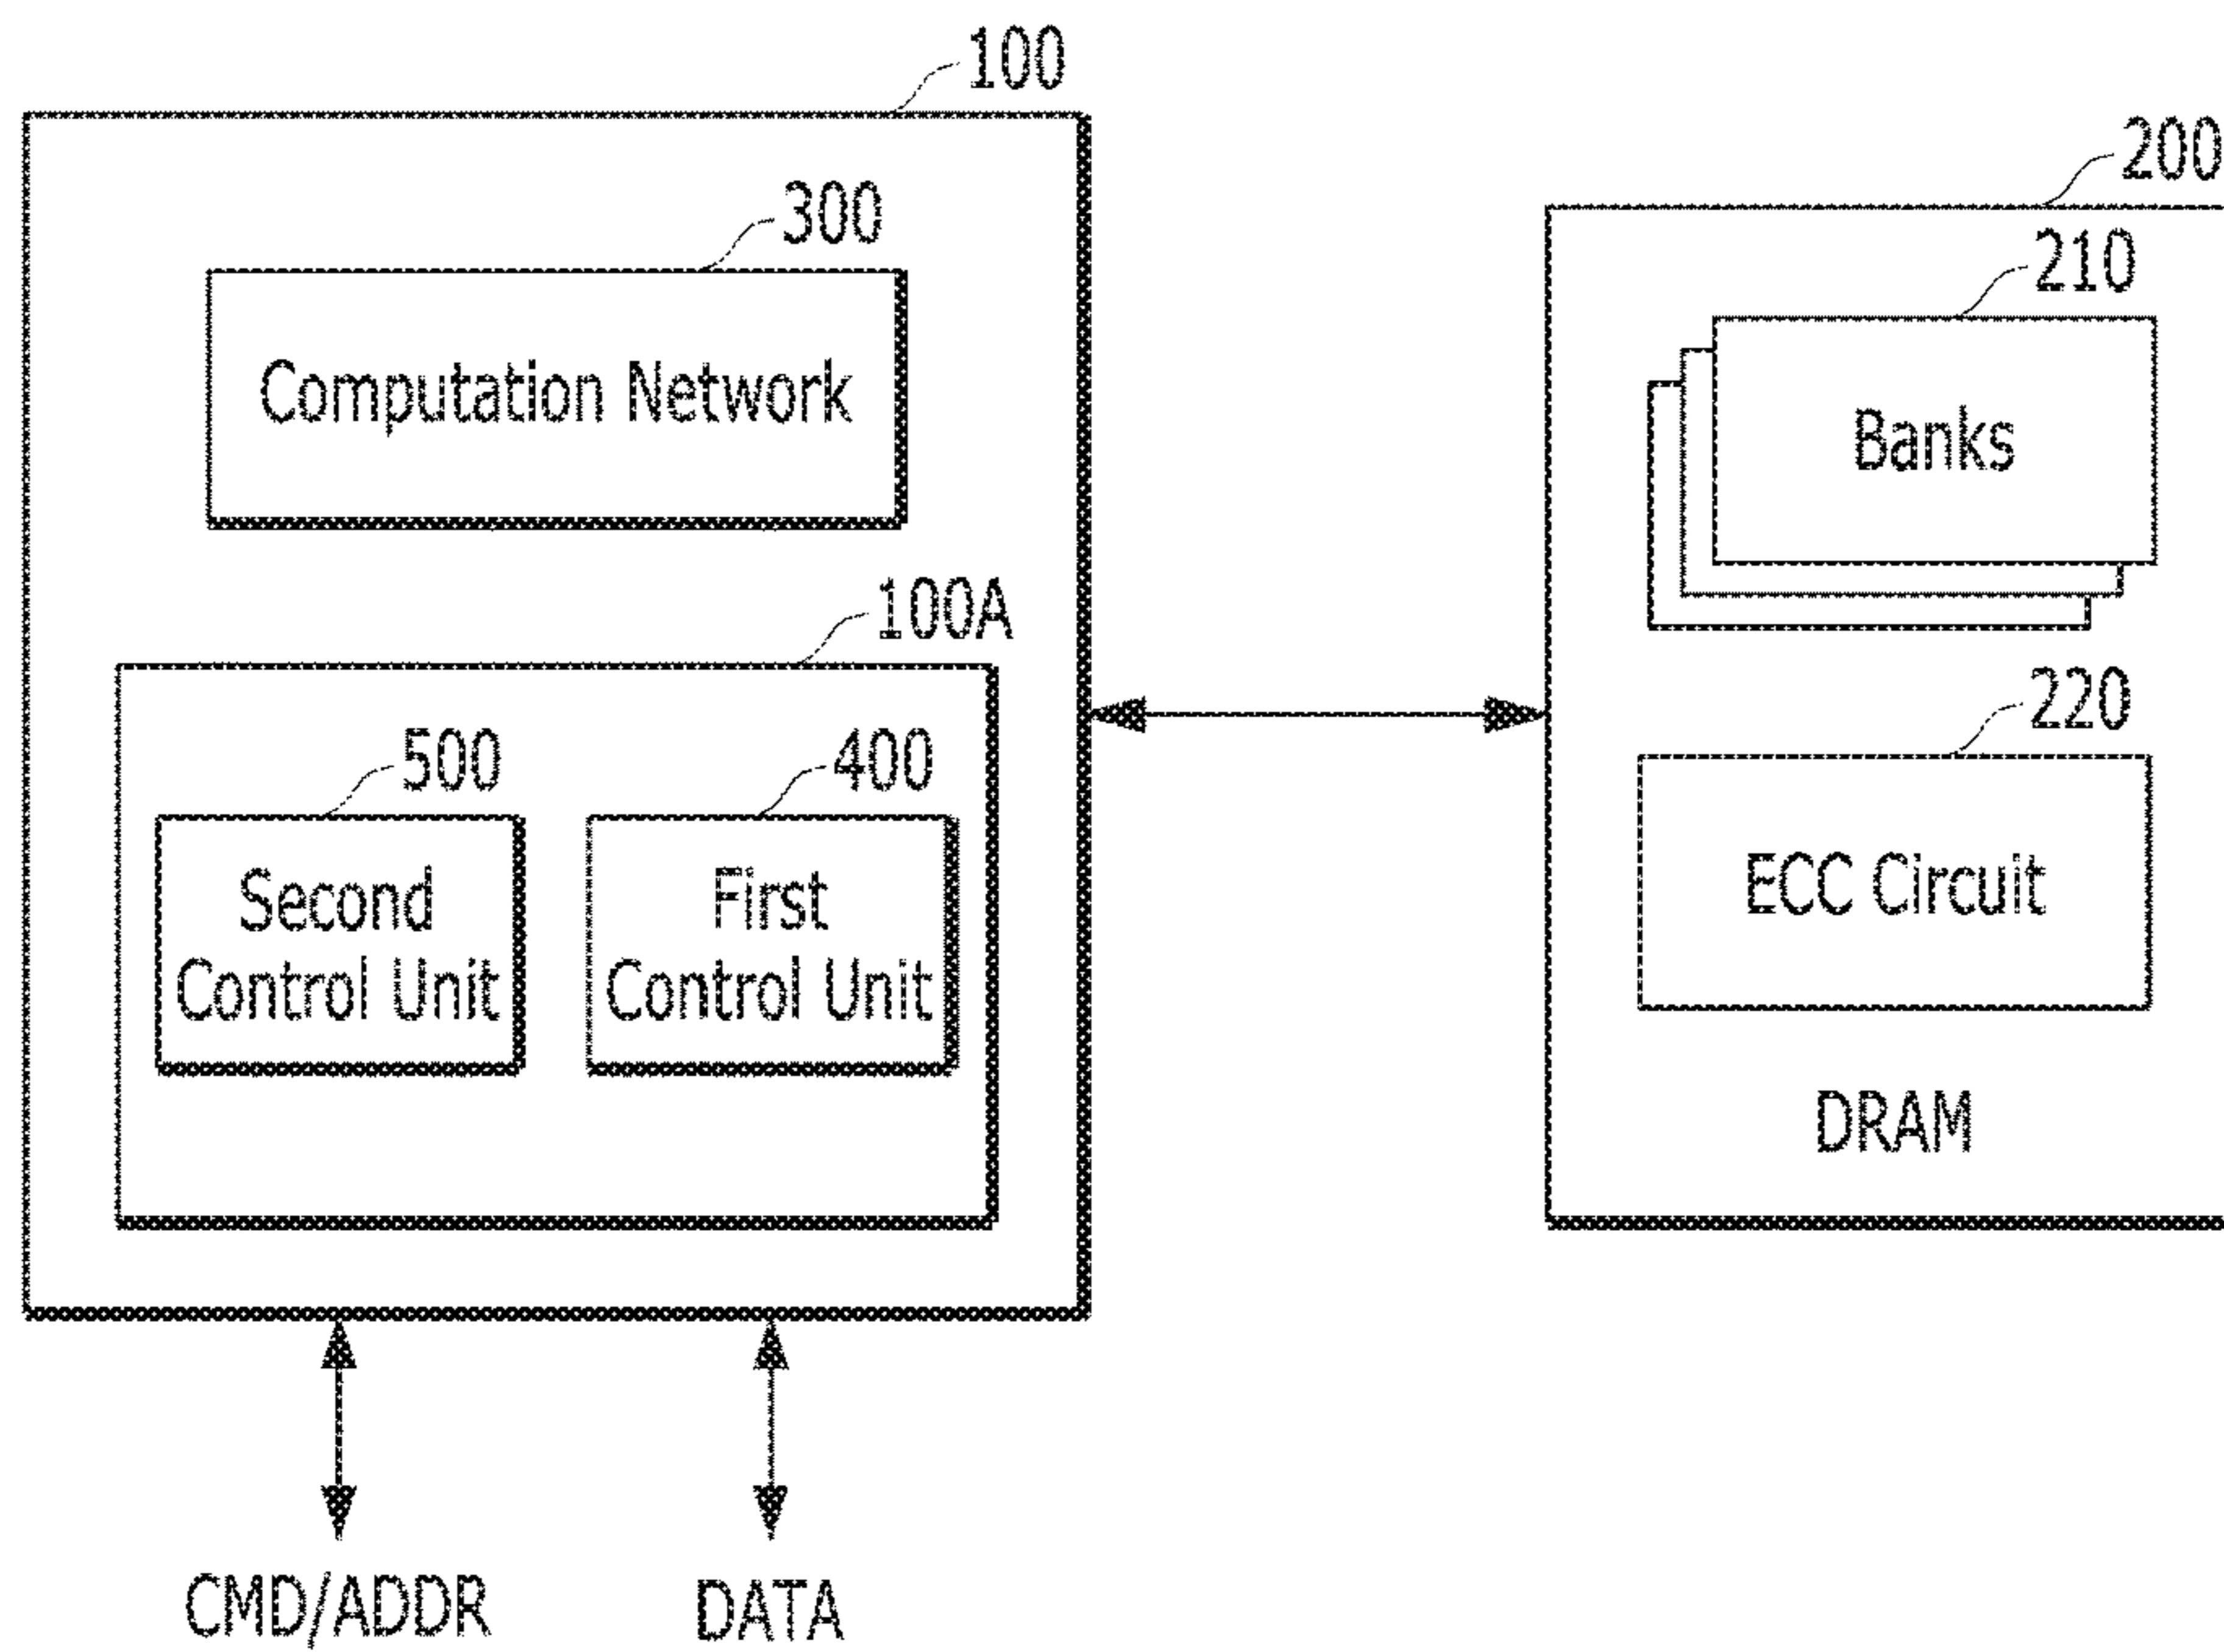 100
200
300
210
Computation Network
Banks
100A
220
500
400
Second
Control Unit
First
Control Unit
ECC Circuit
DRAM
CMD/ADDR
DATA